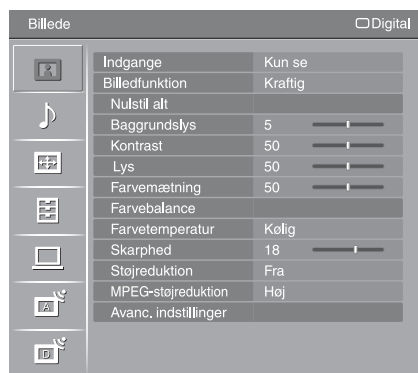 Billede Digital
Indgange Kun se
Billedfunktion Kraftig
Nulstil alt
Baggrundslys 5
Kontrast 50
Lys 50
Farvemætning 50
Farvebalance
Farvetemperatur Kølig
Skarphed 18
Støjreduktion Fra
MPEG-støjreduktion Høj
Avanc. indstillinger
A
D